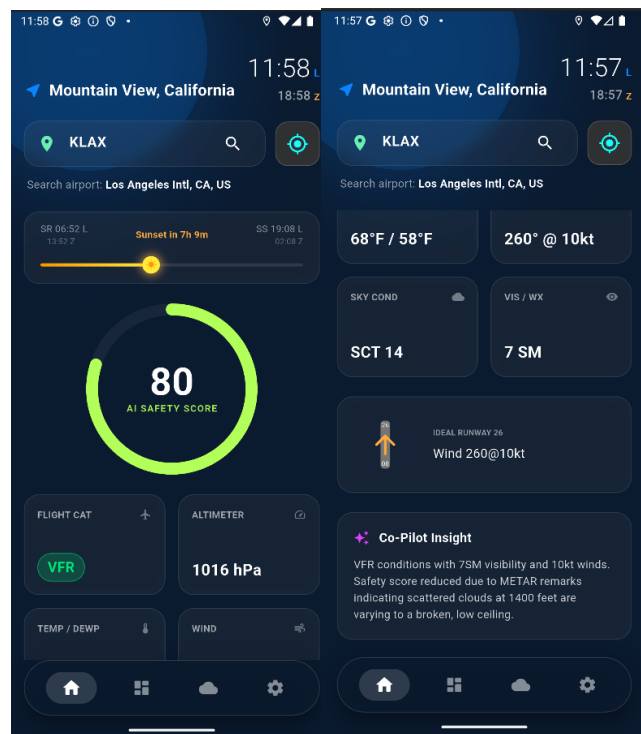 11:58 G
11:58 L
Mountain View, California
18:58 Z
KLAX
Search airport: Los Angeles Intl, CA, US
SR 06:52 L
13:52 Z
Sunset in 7h 9m
SS 19:08 L
02:08 Z
80
AI SAFETY SCORE
FLIGHT CAT
VFR
ALTIMETER
1016 hPa
TEMP / DEWP
WIND
11:57 G
11:57 L
Mountain View, California
18:57 Z
KLAX
Search airport: Los Angeles Intl, CA, US
68°F / 58°F
260° @ 10kt
SKY COND
SCT 14
VIS / WX
7 SM
26
08
IDEAL RUNWAY 26
Wind 260@10kt
Co-Pilot Insight
VFR conditions with 7SM visibility and 10kt winds.
Safety score reduced due to METAR remarks
indicating scattered clouds at 1400 feet are
varying to a broken, low ceiling.